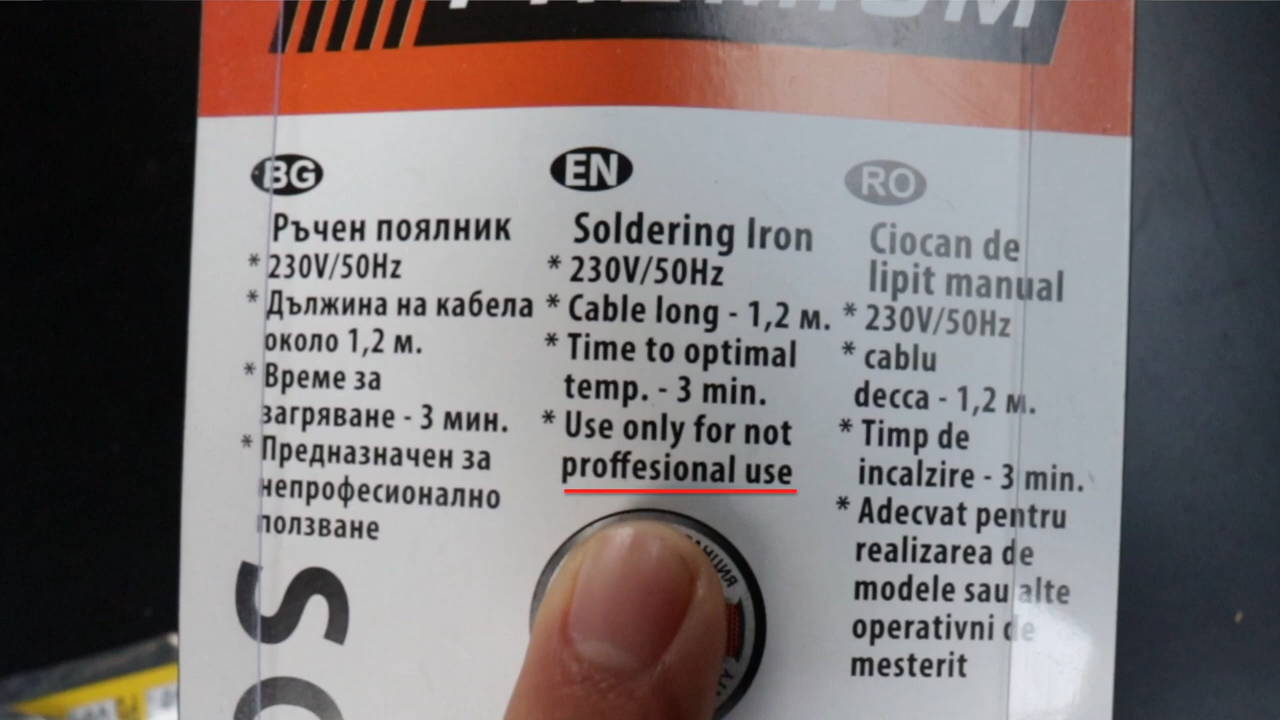 PREMIUM
BG
Ръчен поялник
* 230V/50Hz
* Дължина на кабела
около 1,2 м.
* Време за
загряване - 3 мин.
* Предназначен за
непрофесионално
ползване
EN
Soldering Iron
* 230V/50Hz
* Cable long - 1,2 м.
* Time to optimal
temp. - 3 min.
* Use only for not
proffesional use
RO
Ciocan de
lipit manual
* 230V/50Hz
* cablu
decca - 1,2 м.
* Timp de
incalzire - 3 min.
* Adecvat pentru
realizarea de
modele sau alte
operativni de
mesterit